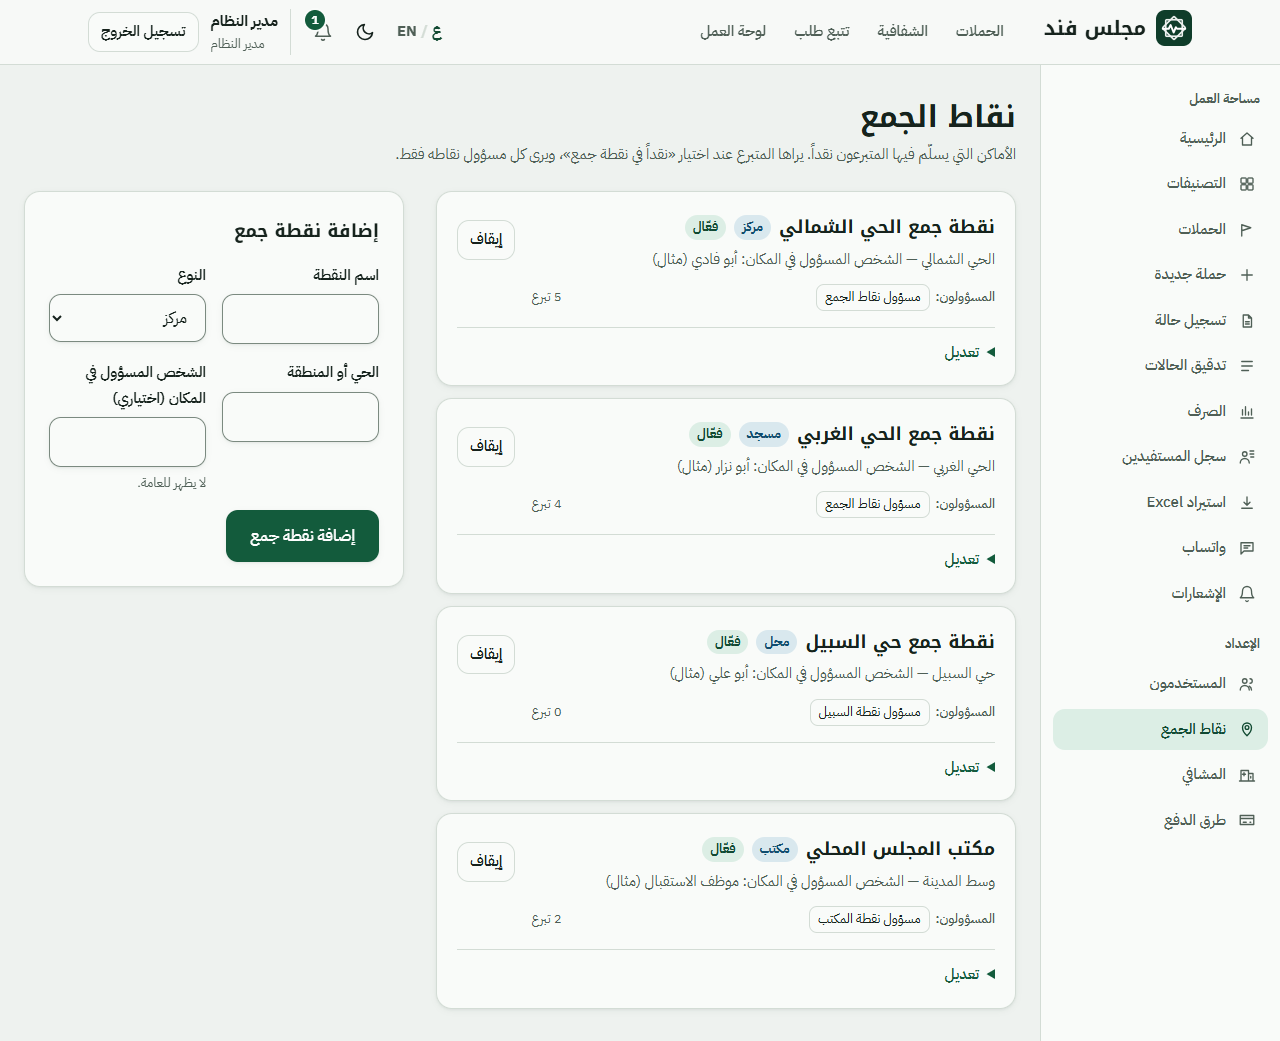 مجلس فند
الحملات
الشفافية
تتبع طلب
لوحة العمل
ع / EN
1
مدير النظام
مدير النظام
تسجيل الخروج
مساحة العمل
الرئيسية
التصنيفات
الحملات
حملة جديدة
تسجيل حالة
تدقيق الحالات
الصرف
سجل المستفيدين
استيراد Excel
واتساب
الإشعارات
الإعداد
المستخدمون
نقاط الجمع
المشافي
طرق الدفع
نقاط الجمع
الأماكن التي يسلّم فيها المتبرعون نقداً. يراها المتبرع عند اختيار «نقداً في نقطة جمع»، ويرى كل مسؤول نقاطه فقط.
نقطة جمع الحي الشمالي مركز فعّال
إيقاف
الحي الشمالي — الشخص المسؤول في المكان: أبو فادي (مثال)
المسؤولون: مسؤول نقاط الجمع
5 تبرع
تعديل
نقطة جمع الحي الغربي مسجد فعّال
إيقاف
الحي الغربي — الشخص المسؤول في المكان: أبو نزار (مثال)
المسؤولون: مسؤول نقاط الجمع
4 تبرع
تعديل
نقطة جمع حي السبيل محل فعّال
إيقاف
حي السبيل — الشخص المسؤول في المكان: أبو علي (مثال)
المسؤولون: مسؤول نقطة السبيل
0 تبرع
تعديل
مكتب المجلس المحلي مكتب فعّال
إيقاف
وسط المدينة — الشخص المسؤول في المكان: موظف الاستقبال (مثال)
المسؤولون: مسؤول نقطة المكتب
2 تبرع
تعديل
إضافة نقطة جمع
اسم النقطة
النوع
مركز
الحي أو المنطقة
الشخص المسؤول في
المكان (اختياري)
لا يظهر للعامة.
إضافة نقطة جمع